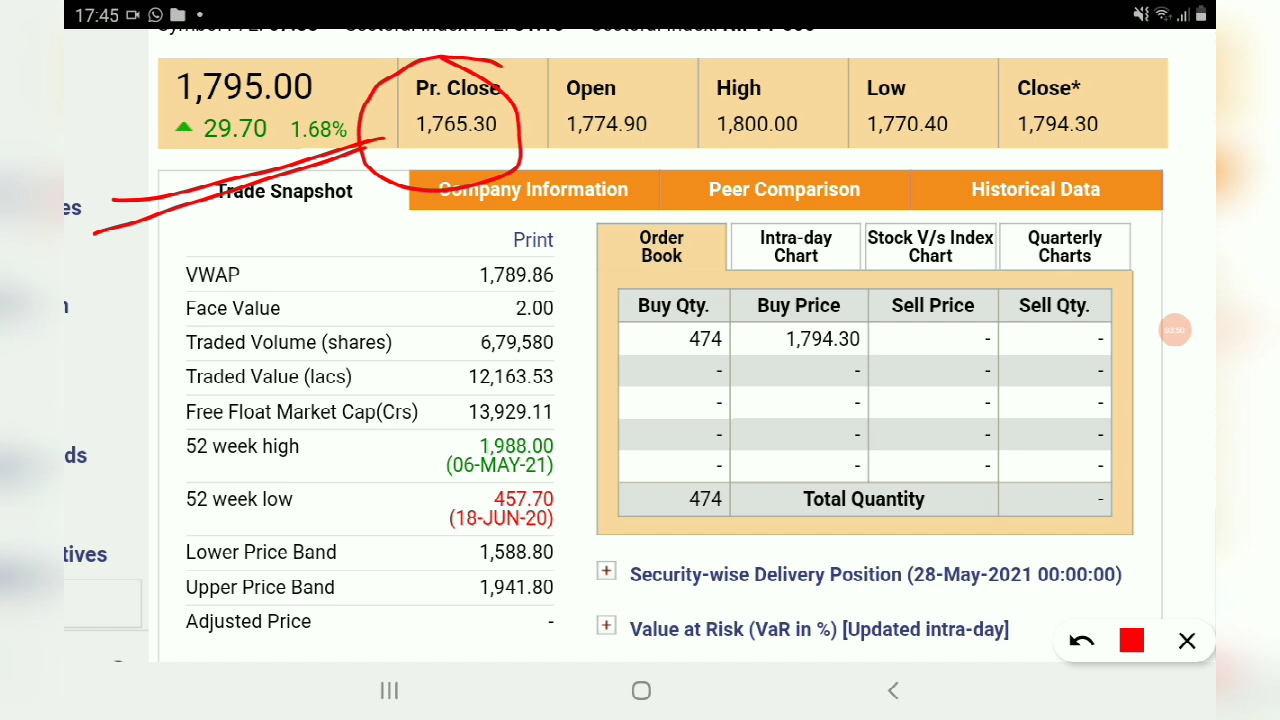 17:45
1,795.00
29.70 1.68%
Pr. Close Open High Low Close*
1,765.30 1,774.90 1,800.00 1,770.40 1,794.30
Trade Snapshot Company Information Peer Comparison Historical Data
es
Print
VWAP 1,789.86
Face Value 2.00
Traded Volume (shares) 6,79,580
Traded Value (lacs) 12,163.53
Free Float Market Cap(Crs) 13,929.11
52 week high 1,988.00
(06-MAY-21)
52 week low 457.70
(18-JUN-20)
Lower Price Band 1,588.80
Upper Price Band 1,941.80
Adjusted Price -
ds
tives
Order Book Intra-day Chart Stock V/s Index Chart Quarterly Charts
Buy Qty. Buy Price Sell Price Sell Qty.
474 1,794.30 - -
- - - -
- - - -
- - - -
- - - -
474 Total Quantity -
03:50
+ Security-wise Delivery Position (28-May-2021 00:00:00)
+ Value at Risk (VaR in %) [Updated intra-day]